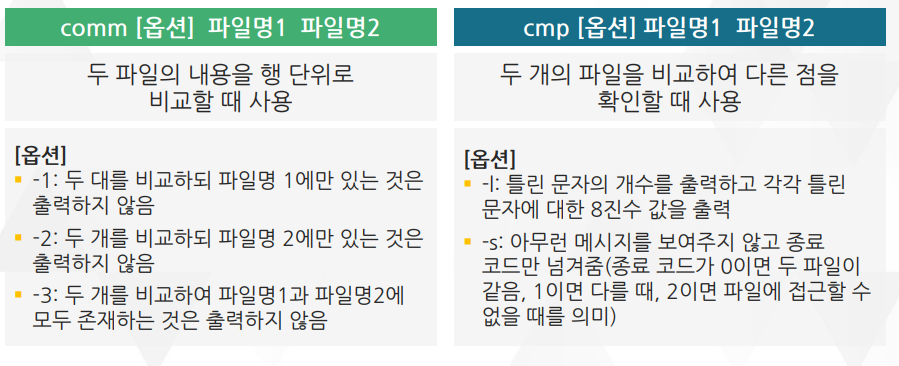 comm [옵션] 파일명1 파일명2
두 파일의 내용을 행 단위로
비교할 때 사용
[옵션]
-1: 두 대를 비교하되 파일명 1에만 있는 것은
출력하지 않음
-2: 두 개를 비교하되 파일명 2에만 있는 것은
출력하지 않음
-3: 두 개를 비교하여 파일명1과 파일명2에
모두 존재하는 것은 출력하지 않음
cmp [옵션] 파일명1 파일명2
두 개의 파일을 비교하여 다른 점을
확인할 때 사용
[옵션]
-l: 틀린 문자의 개수를 출력하고 각각 틀린
문자에 대한 8진수 값을 출력
-s: 아무런 메시지를 보여주지 않고 종료
코드만 넘겨줌(종료 코드가 0이면 두 파일이
같음, 1이면 다를 때, 2이면 파일에 접근할 수
없을 때를 의미)